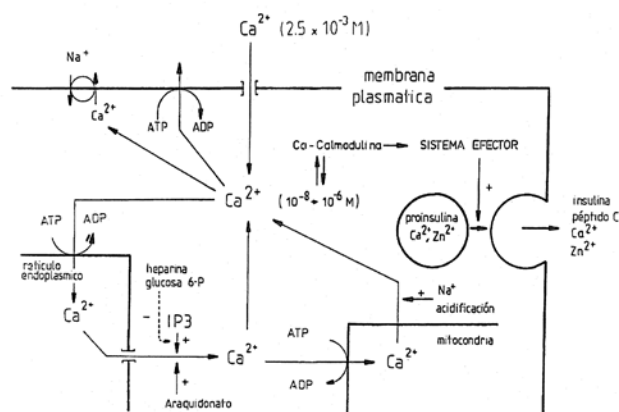 Ca²⁺ (2.5 x 10⁻³ M)
Na⁺
Ca²⁺
ATP
ADP
membrana
plasmatica
Ca-Calmodulina
SISTEMA EFECTOR
+
Ca²⁺
(10⁻⁸ → 10⁻⁶ M)
proinsulina
Ca²⁺, Zn²⁺
insulina
péptido C
Ca²⁺
Zn²⁺
ATP
ADP
retículo
endoplásmico
heparina
glucosa 6-P
Na⁺
+
acidificación
Ca²⁺
-
IP3
+
ATP
mitocondria
Ca²⁺
Ca²⁺
+
ADP
Araquidonato